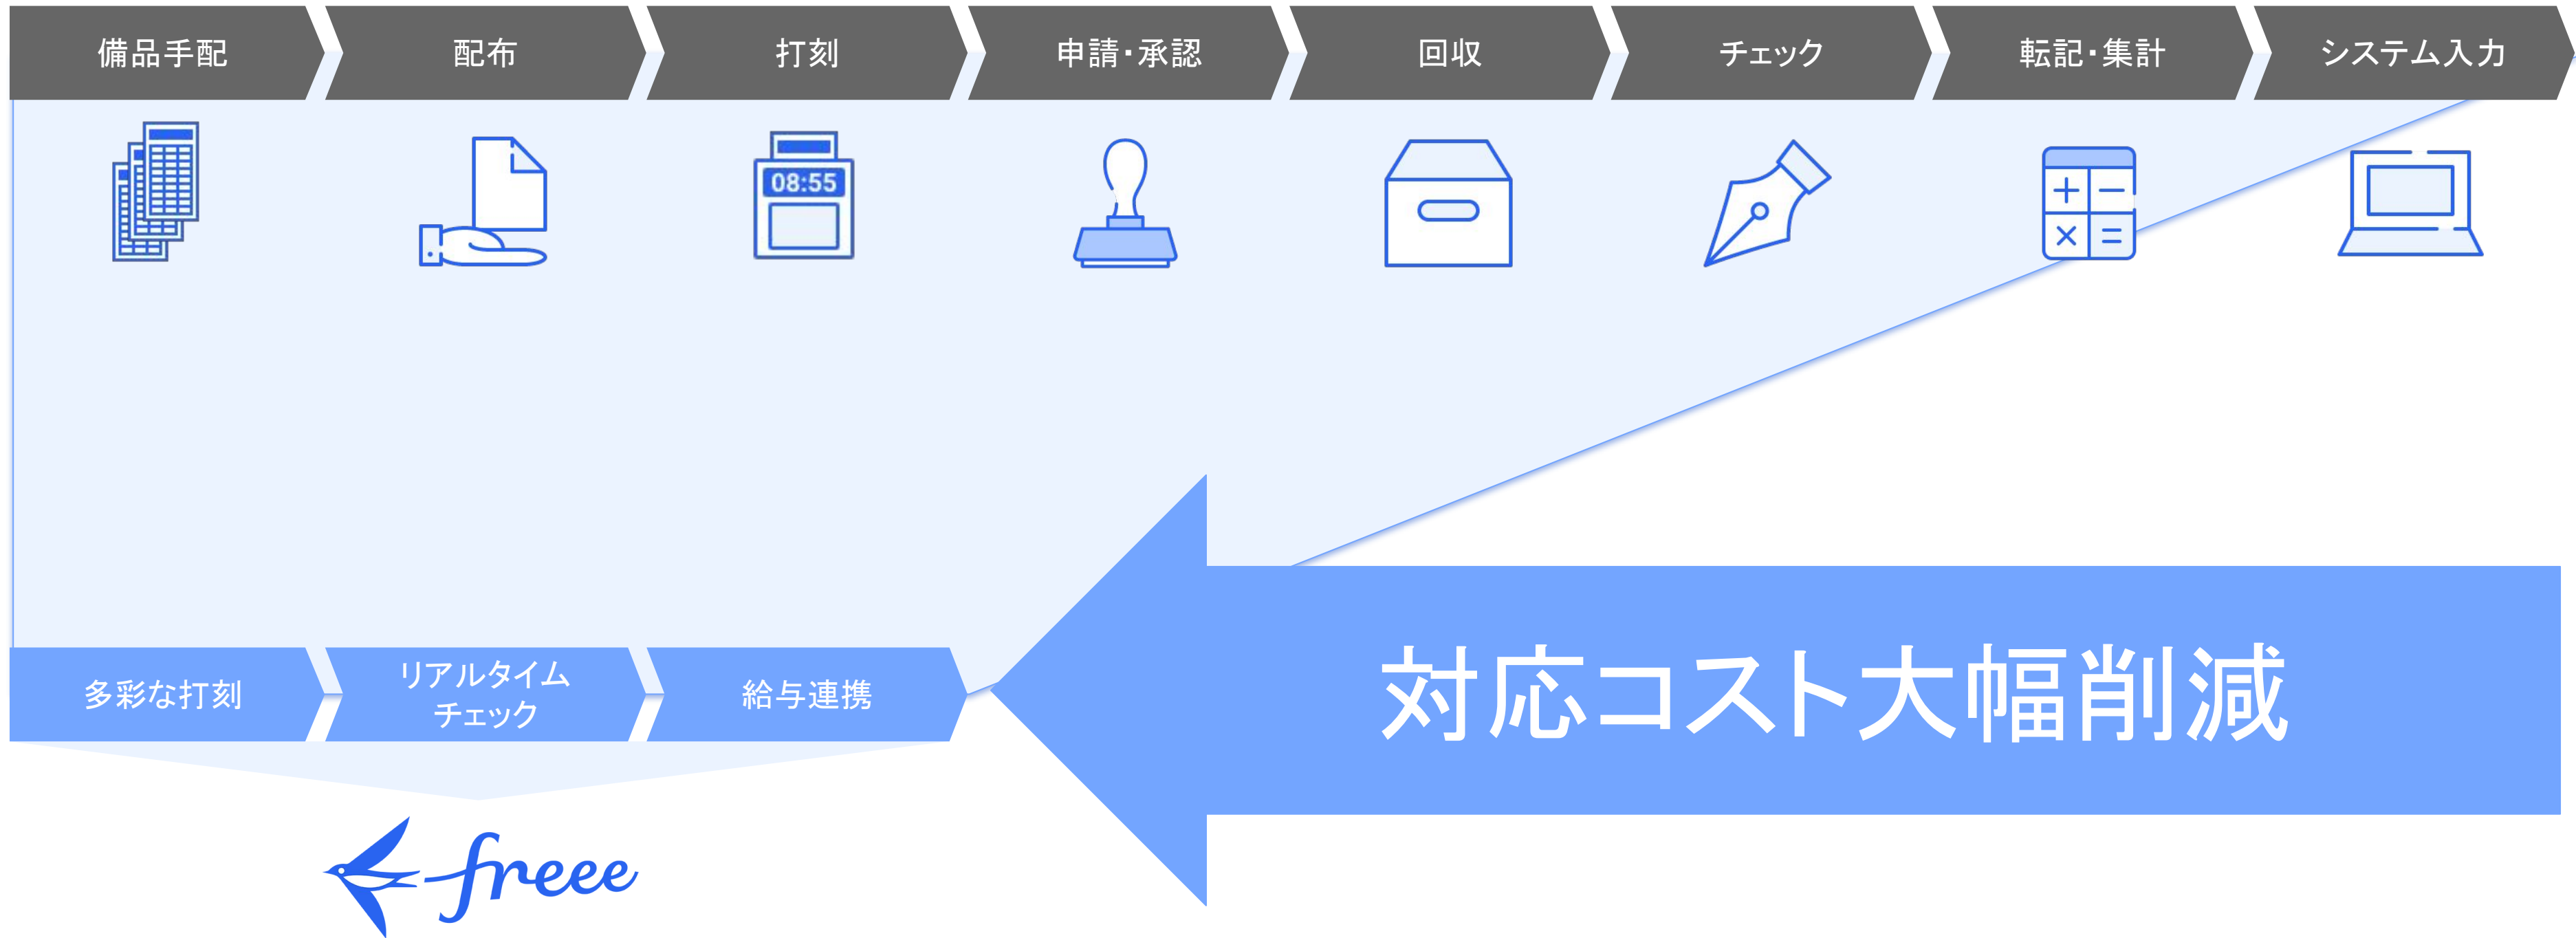 備品手配
配布
打刻
申請・承認
回収
チェック
転記・集計
システム入力
08:55
多彩な打刻
リアルタイム
チェック
給与連携
対応コスト大幅削減
freee